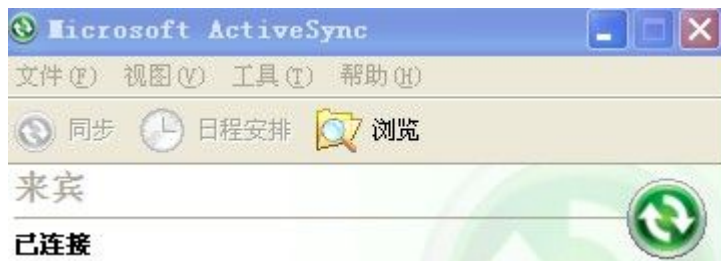 Microsoft ActiveSync
文件(F) 视图(V) 工具(T) 帮助(H)
同步 日程安排 浏览
来宾
已连接